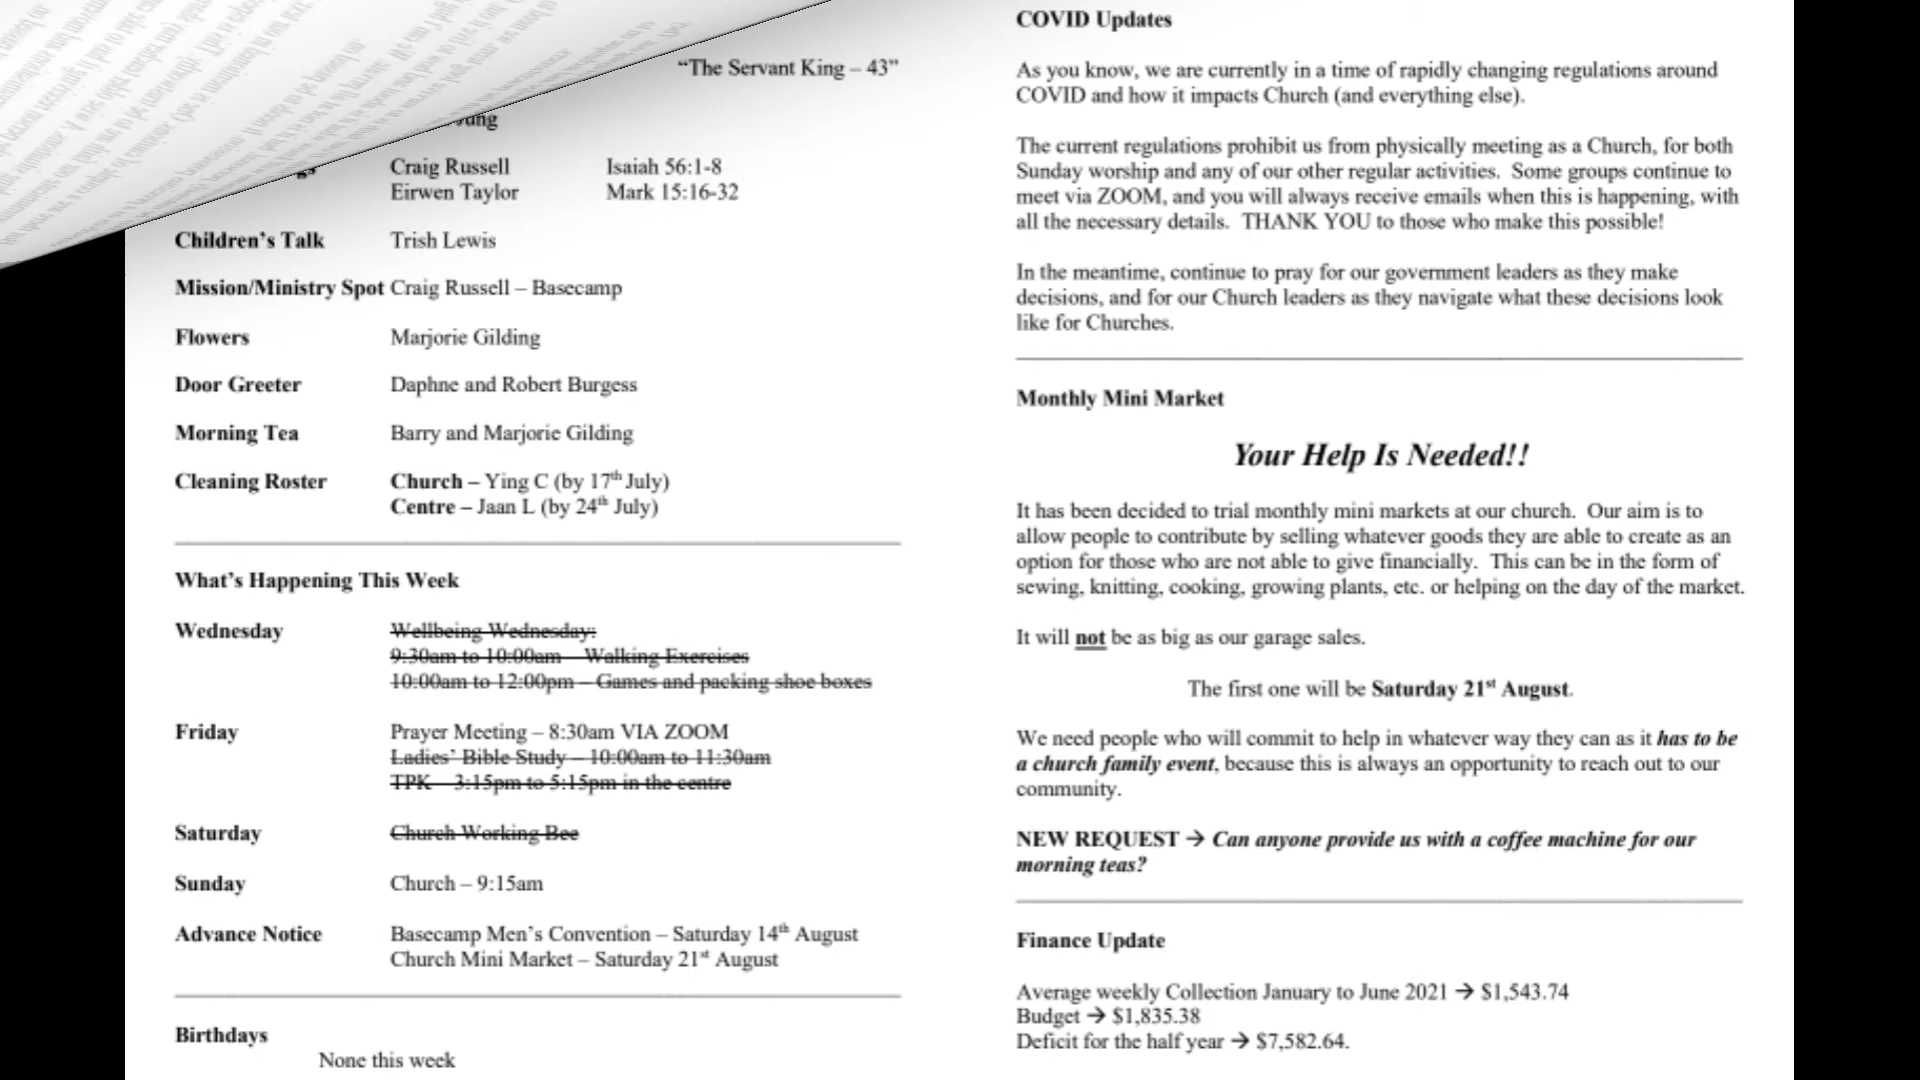 “The Servant King – 43”
Craig Russell Isaiah 56:1-8
Eirwen Taylor Mark 15:16-32
Children’s Talk Trish Lewis
Mission/Ministry Spot Craig Russell – Basecamp
Flowers Marjorie Gilding
Door Greeter Daphne and Robert Burgess
Morning Tea Barry and Marjorie Gilding
Cleaning Roster Church – Ying C (by 17th July)
Centre – Jaan L (by 24th July)
What’s Happening This Week
Wednesday Wellbeing Wednesday:
9:30am to 10:00am – Walking Exercises
10:00am to 12:00pm – Games and packing shoe boxes
Friday Prayer Meeting – 8:30am VIA ZOOM
Ladies’ Bible Study – 10:00am to 11:30am
TPK – 3:15pm to 5:15pm in the centre
Saturday Church Working Bee
Sunday Church – 9:15am
Advance Notice Basecamp Men’s Convention – Saturday 14th August
Church Mini Market – Saturday 21st August
Birthdays
None this week
COVID Updates
As you know, we are currently in a time of rapidly changing regulations around
COVID and how it impacts Church (and everything else).
The current regulations prohibit us from physically meeting as a Church, for both
Sunday worship and any of our other regular activities. Some groups continue to
meet via ZOOM, and you will always receive emails when this is happening, with
all the necessary details. THANK YOU to those who make this possible!
In the meantime, continue to pray for our government leaders as they make
decisions, and for our Church leaders as they navigate what these decisions look
like for Churches.
Monthly Mini Market
Your Help Is Needed!!
It has been decided to trial monthly mini markets at our church. Our aim is to
allow people to contribute by selling whatever goods they are able to create as an
option for those who are not able to give financially. This can be in the form of
sewing, knitting, cooking, growing plants, etc. or helping on the day of the market.
It will not be as big as our garage sales.
The first one will be Saturday 21st August.
We need people who will commit to help in whatever way they can as it has to be
a church family event, because this is always an opportunity to reach out to our
community.
NEW REQUEST → Can anyone provide us with a coffee machine for our
morning teas?
Finance Update
Average weekly Collection January to June 2021 → $1,543.74
Budget → $1,835.38
Deficit for the half year → $7,582.64.